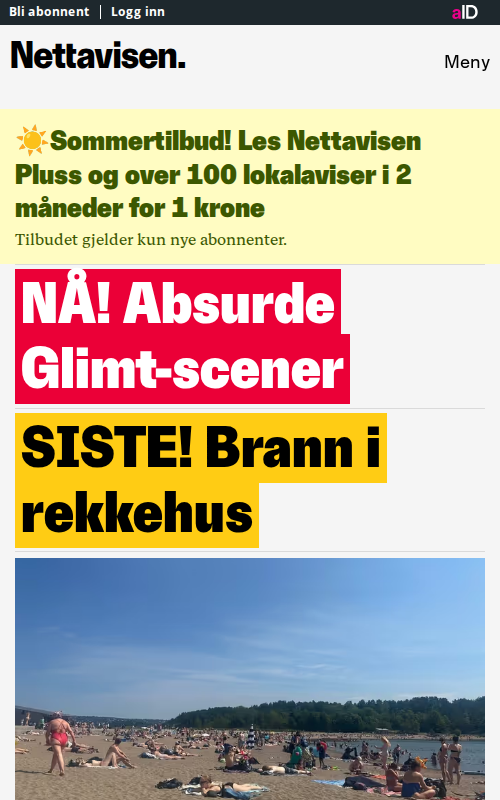 Bli abonnent
Logg inn
aID
Nettavisen.
Meny
☀️Sommertilbud! Les Nettavisen
Pluss og over 100 lokalaviser i 2
måneder for 1 krone
Tilbudet gjelder kun nye abonnenter.
NÅ! Absurde
Glimt-scener
SISTE! Brann i
rekkehus